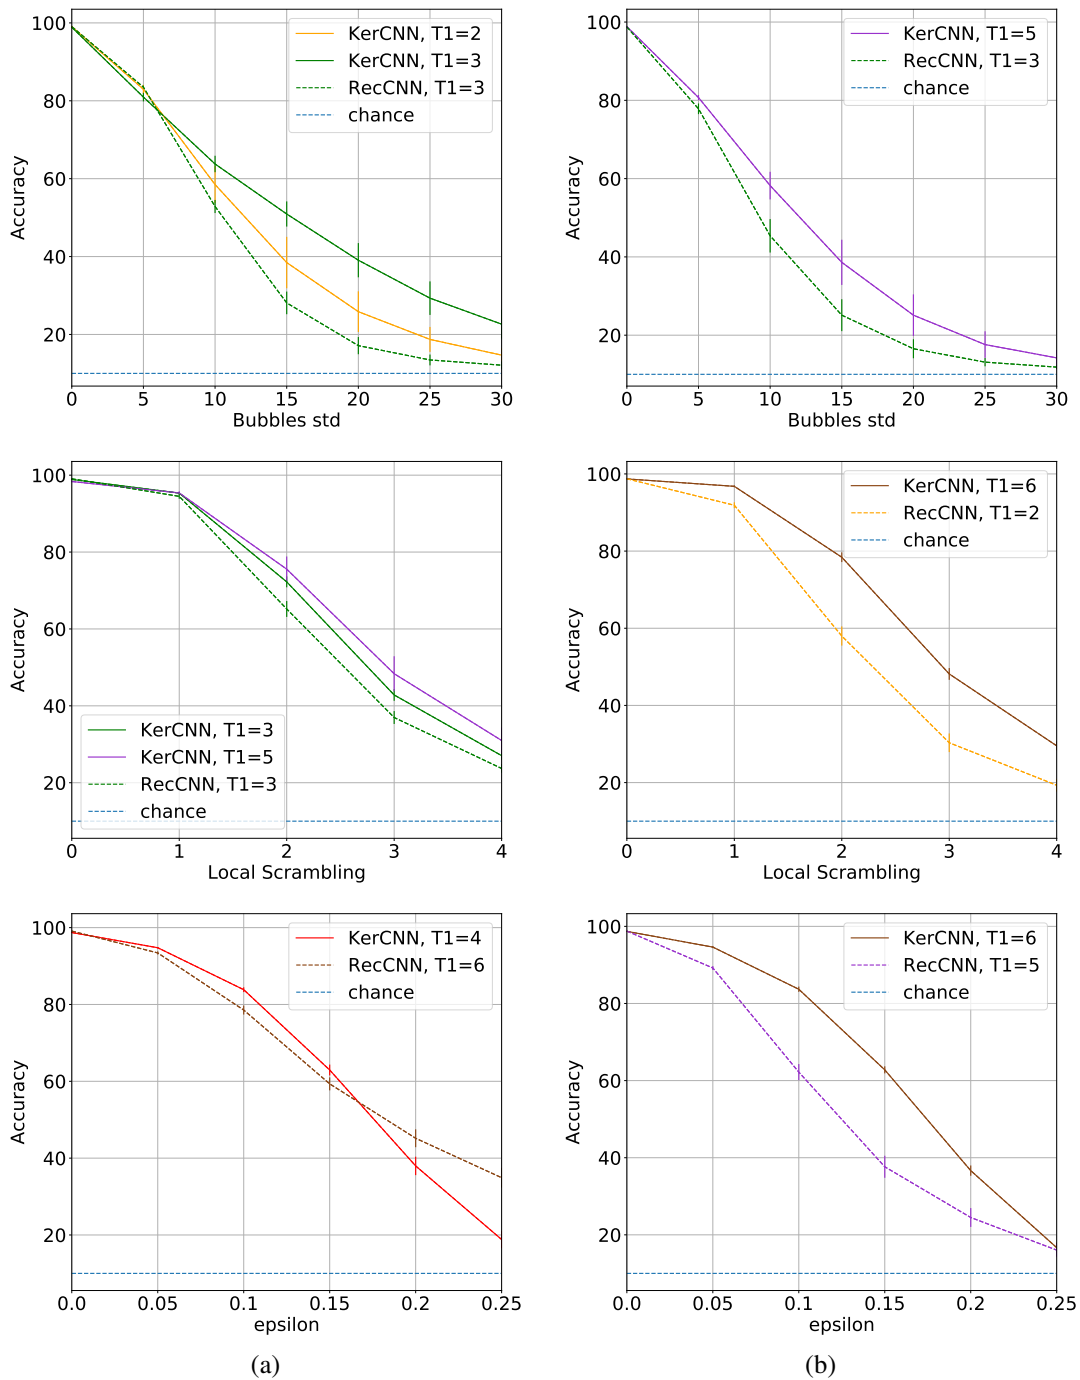 KerCNN, T1=2
KerCNN, T1=3
RecCNN, T1=3
chance
100
80
60
40
20
Accuracy
0 5 10 15 20 25 30
Bubbles std
KerCNN, T1=5
RecCNN, T1=3
chance
100
80
60
40
20
Accuracy
0 5 10 15 20 25 30
Bubbles std
100
80
60
40
20
Accuracy
KerCNN, T1=3
KerCNN, T1=5
RecCNN, T1=3
chance
0 1 2 3 4
Local Scrambling
KerCNN, T1=6
RecCNN, T1=2
chance
100
80
60
40
20
Accuracy
0 1 2 3 4
Local Scrambling
KerCNN, T1=4
RecCNN, T1=6
chance
100
80
60
40
20
Accuracy
0.0 0.05 0.1 0.15 0.2 0.25
epsilon
KerCNN, T1=6
RecCNN, T1=5
chance
100
80
60
40
20
Accuracy
0.0 0.05 0.1 0.15 0.2 0.25
epsilon
(a)
(b)